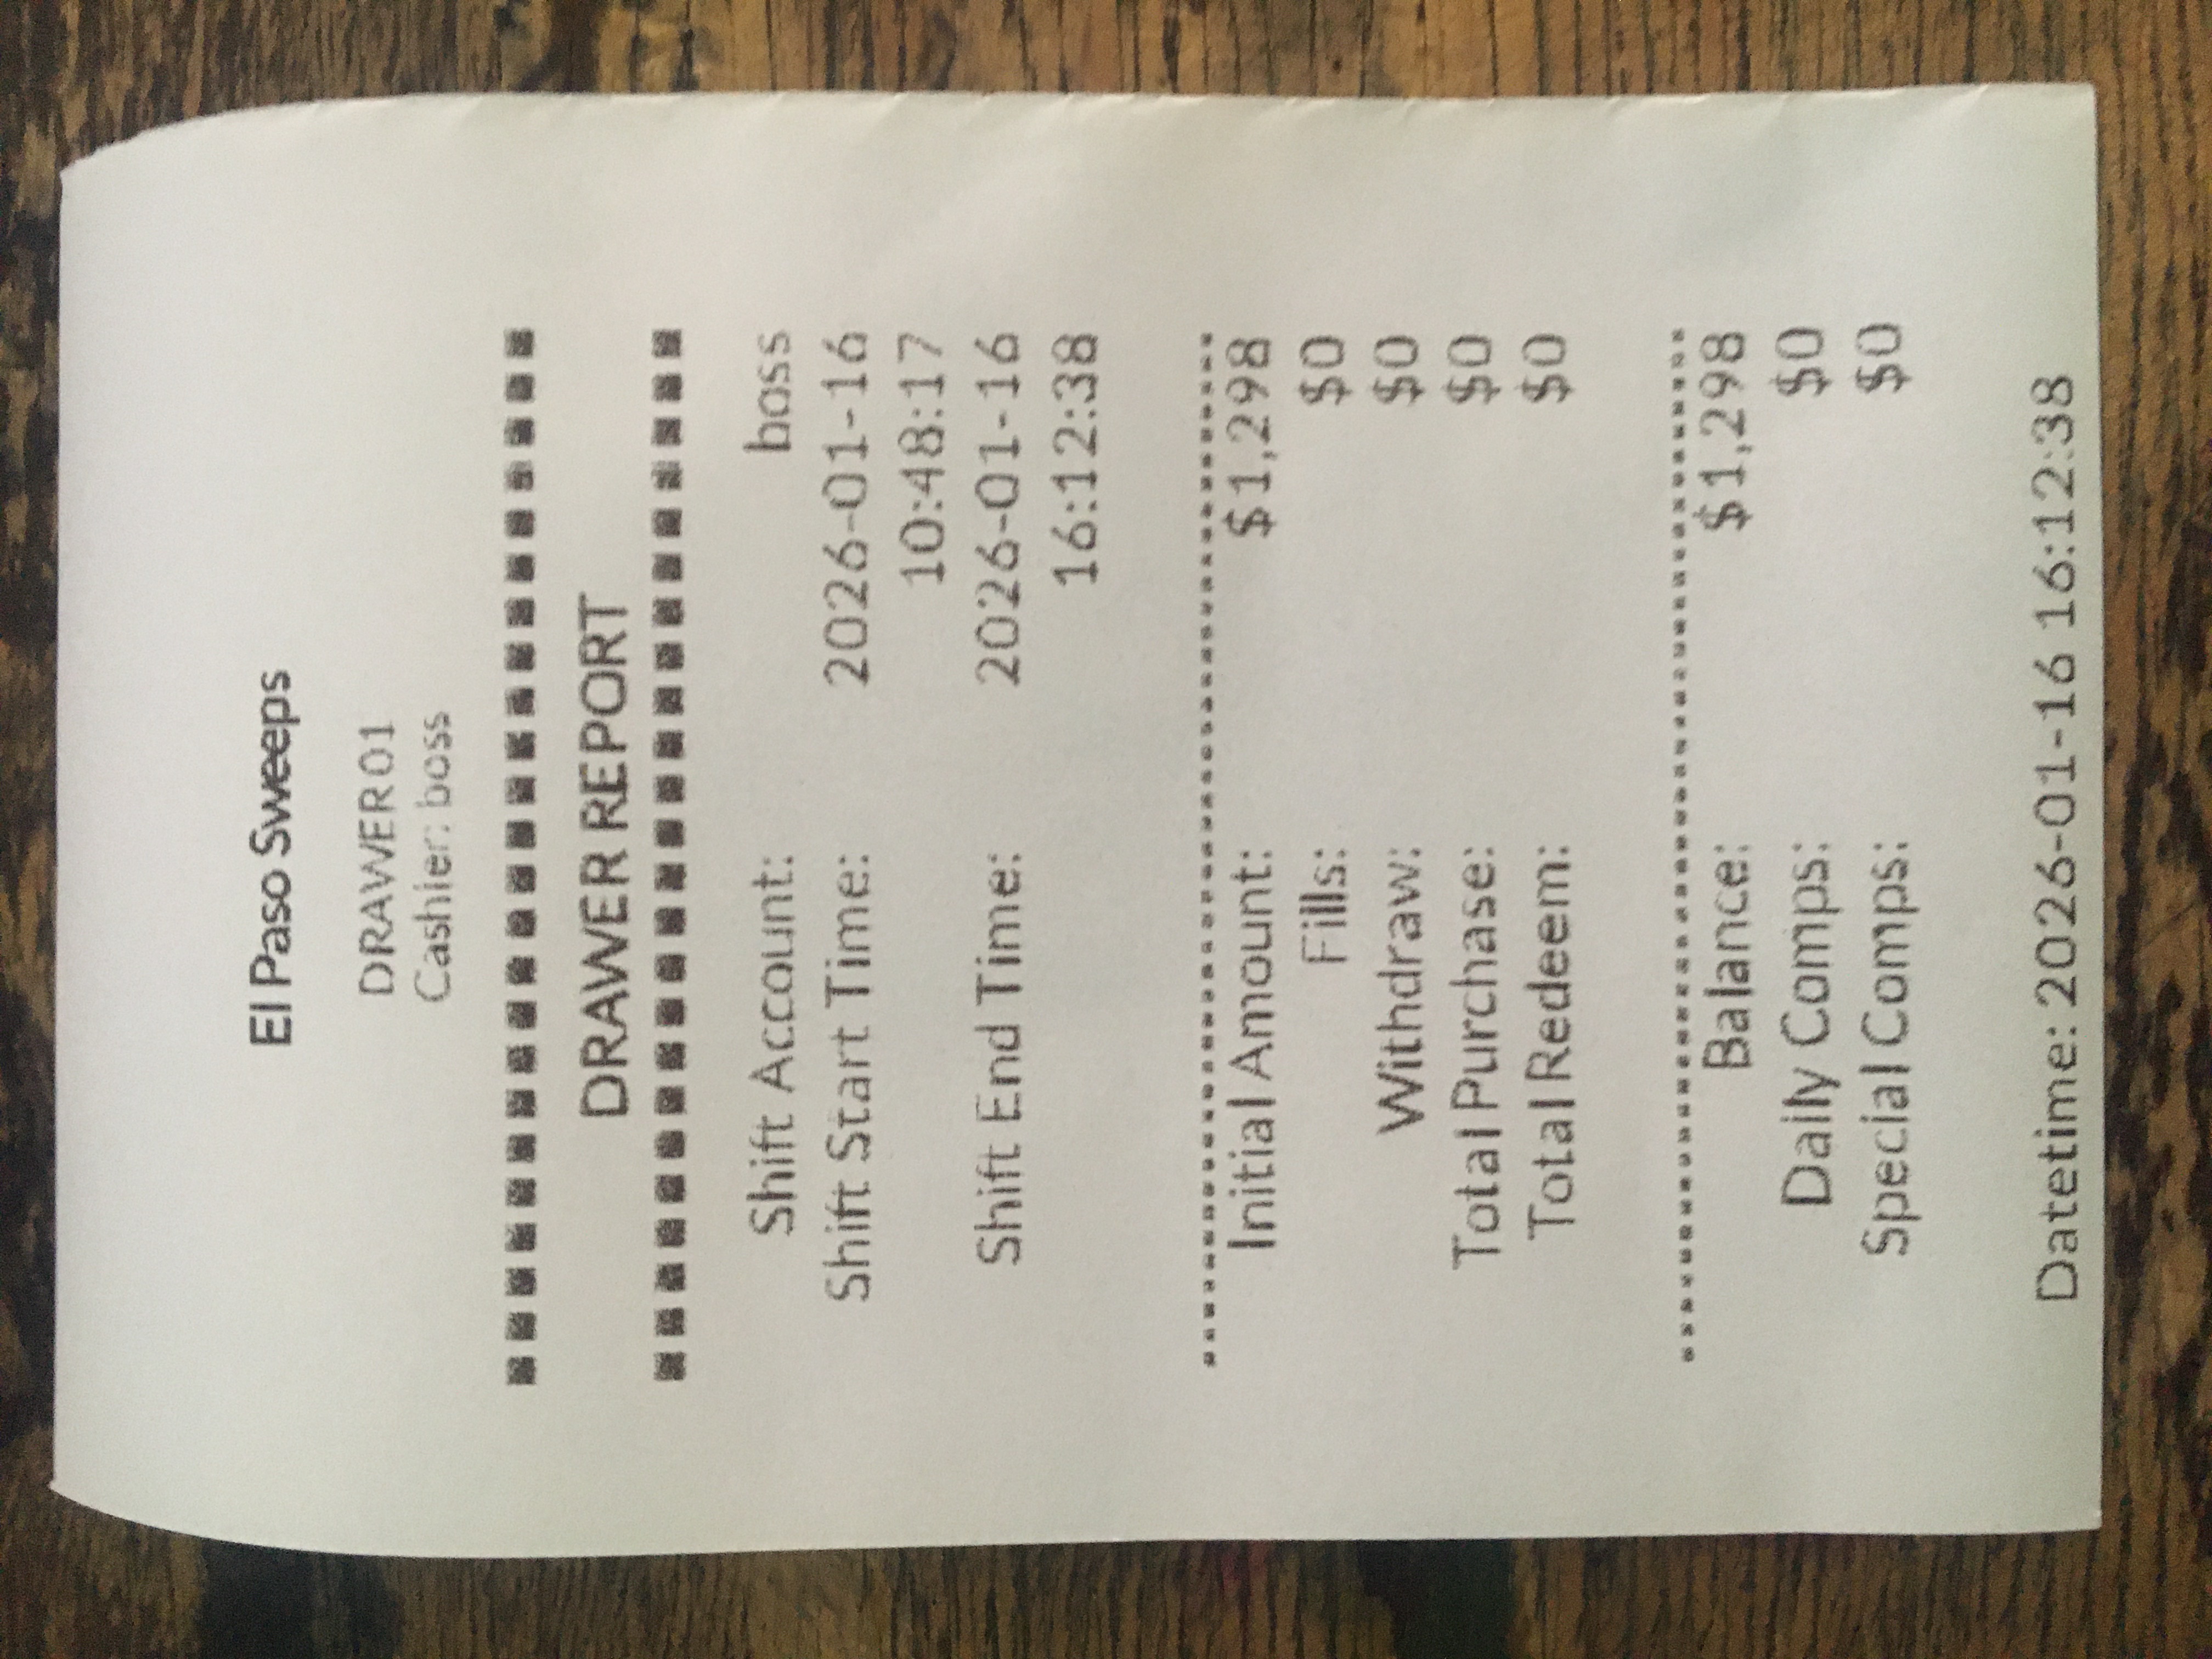 El Paso Sweeps
DRAWER01
Cashier: boss
DRAWER REPORT
Shift Account: boss
Shift Start Time: 2026-01-16
10:48:17
Shift End Time: 2026-01-16
16:12:38
Initial Amount: $1,298
Fills: $0
Withdraw: $0
Total Purchase: $0
Total Redeem: $0
Balance: $1,298
Daily Comps: $0
Special Comps: $0
Datetime: 2026-01-16 16:12:38